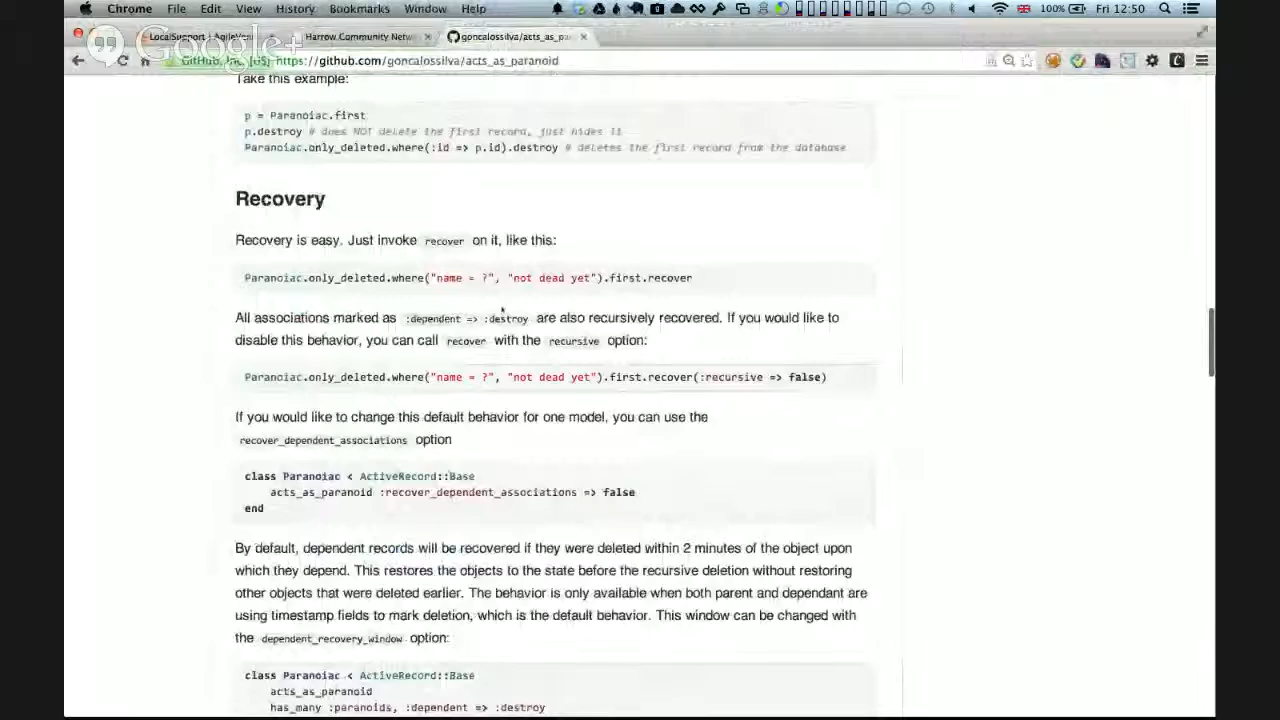 Chrome File Edit View History Bookmarks Window Help 100% Fri 12:50
Google+
LocalSupport | AgileVen Harrow Community Netw goncalossilva/acts_as_par
GitHub, Inc. [US] https://github.com/goncalossilva/acts_as_paranoid
Take this example:
p = Paranoiac.first
p.destroy # does NOT delete the first record, just hides it
Paranoiac.only_deleted.where(:id => p.id).destroy # deletes the first record from the database
Recovery
Recovery is easy. Just invoke recover on it, like this:
Paranoiac.only_deleted.where("name = ?", "not dead yet").first.recover
All associations marked as :dependent => :destroy are also recursively recovered. If you would like to
disable this behavior, you can call recover with the recursive option:
Paranoiac.only_deleted.where("name = ?", "not dead yet").first.recover(:recursive => false)
If you would like to change this default behavior for one model, you can use the
recover_dependent_associations option
class Paranoiac < ActiveRecord::Base
acts_as_paranoid :recover_dependent_associations => false
end
By default, dependent records will be recovered if they were deleted within 2 minutes of the object upon
which they depend. This restores the objects to the state before the recursive deletion without restoring
other objects that were deleted earlier. The behavior is only available when both parent and dependant are
using timestamp fields to mark deletion, which is the default behavior. This window can be changed with
the dependent_recovery_window option:
class Paranoiac < ActiveRecord::Base
acts_as_paranoid
has_many :paranoids, :dependent => :destroy